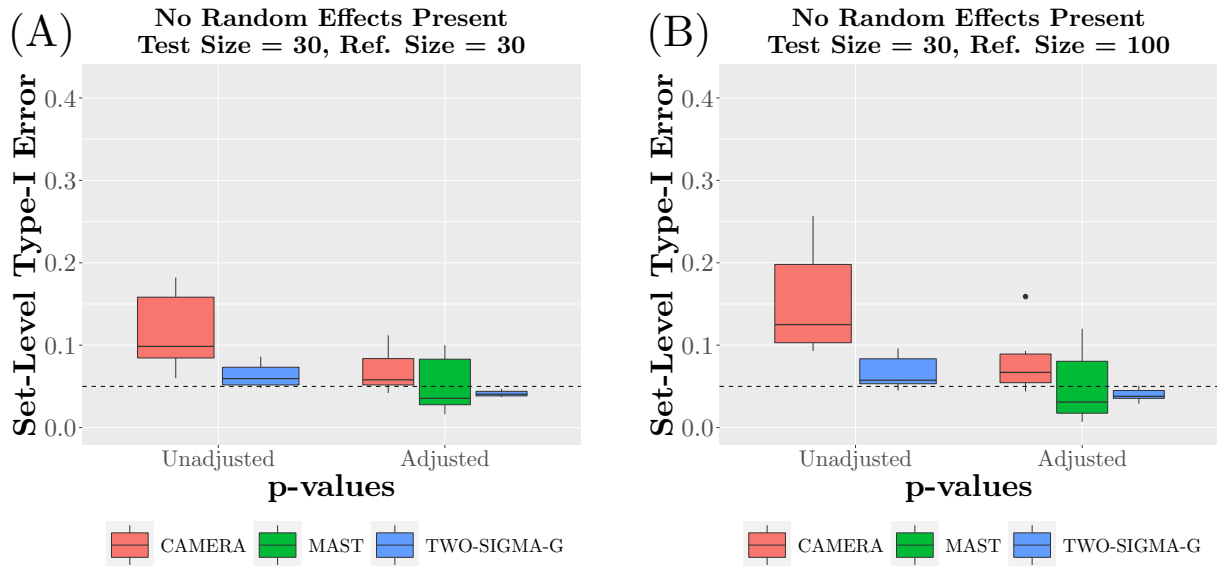 (A)
No Random Effects Present
Test Size = 30, Ref. Size = 30
Set-Level Type-I Error
0.4
0.3
0.2
0.1
0.0
Unadjusted Adjusted
p-values
CAMERA MAST TWO-SIGMA-G
(B)
No Random Effects Present
Test Size = 30, Ref. Size = 100
Set-Level Type-I Error
0.4
0.3
0.2
0.1
0.0
Unadjusted Adjusted
p-values
CAMERA MAST TWO-SIGMA-G